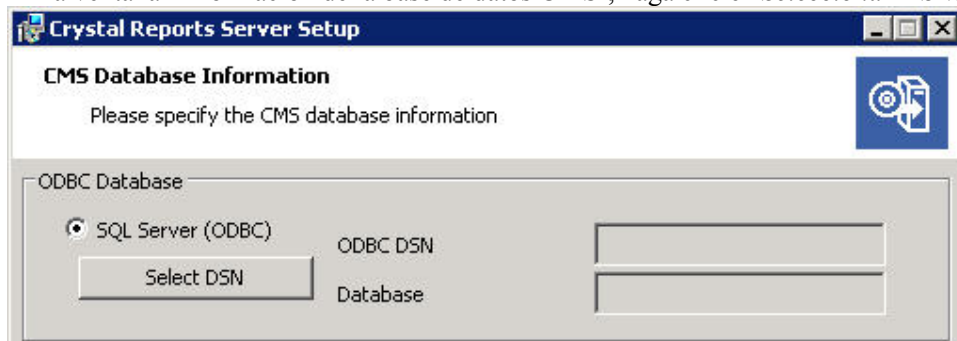 Crystal Reports Server Setup
CMS Database Information
Please specify the CMS database information
ODBC Database
SQL Server (ODBC)
Select DSN
ODBC DSN
Database